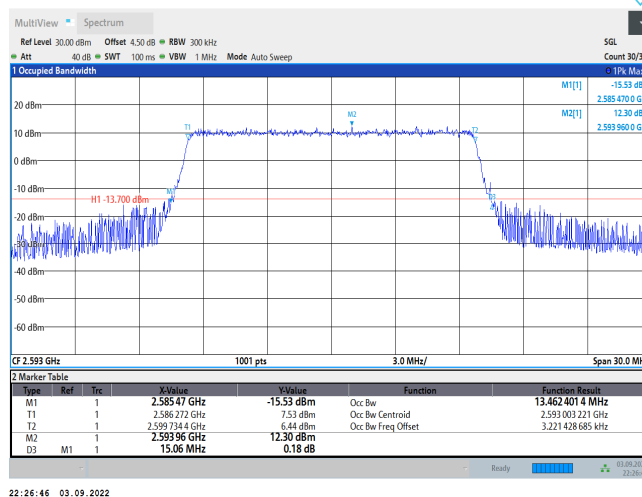 MultiView Spectrum
Ref Level 30.00 dBm Offset 4.50 dB RBW 300 kHz SGL
Att 40 dB SWT 100 ms VBW 1 MHz Mode Auto Sweep Count 30/3
1 Occupied Bandwidth 1Pk Ma
M1[1] -15.53 dB
2.585 470 0 G
20 dBm
M2 M2[1] 12.30 dB
2.593 960 0 G
T1 T2
10 dBm
0 dBm
-10 dBm
M1
H1 -13.700 dBm
D3
-20 dBm
-30 dBm
-40 dBm
-50 dBm
-60 dBm
CF 2.593 GHz 1001 pts 3.0 MHz/ Span 30.0 MH
2 Marker Table
Type Ref Trc X-Value Y-Value Function Function Result
M1 1 2.585 47 GHz -15.53 dBm Occ Bw 13.462 401 4 MHz
T1 1 2.586 272 GHz 7.53 dBm Occ Bw Centroid 2.593 003 221 GHz
T2 1 2.599 734 4 GHz 6.44 dBm Occ Bw Freq Offset 3.221 428 685 kHz
M2 1 2.593 96 GHz 12.30 dBm
D3 M1 1 15.06 MHz 0.18 dB
Ready 03.09.20
22:26:
22:26:46 03.09.2022